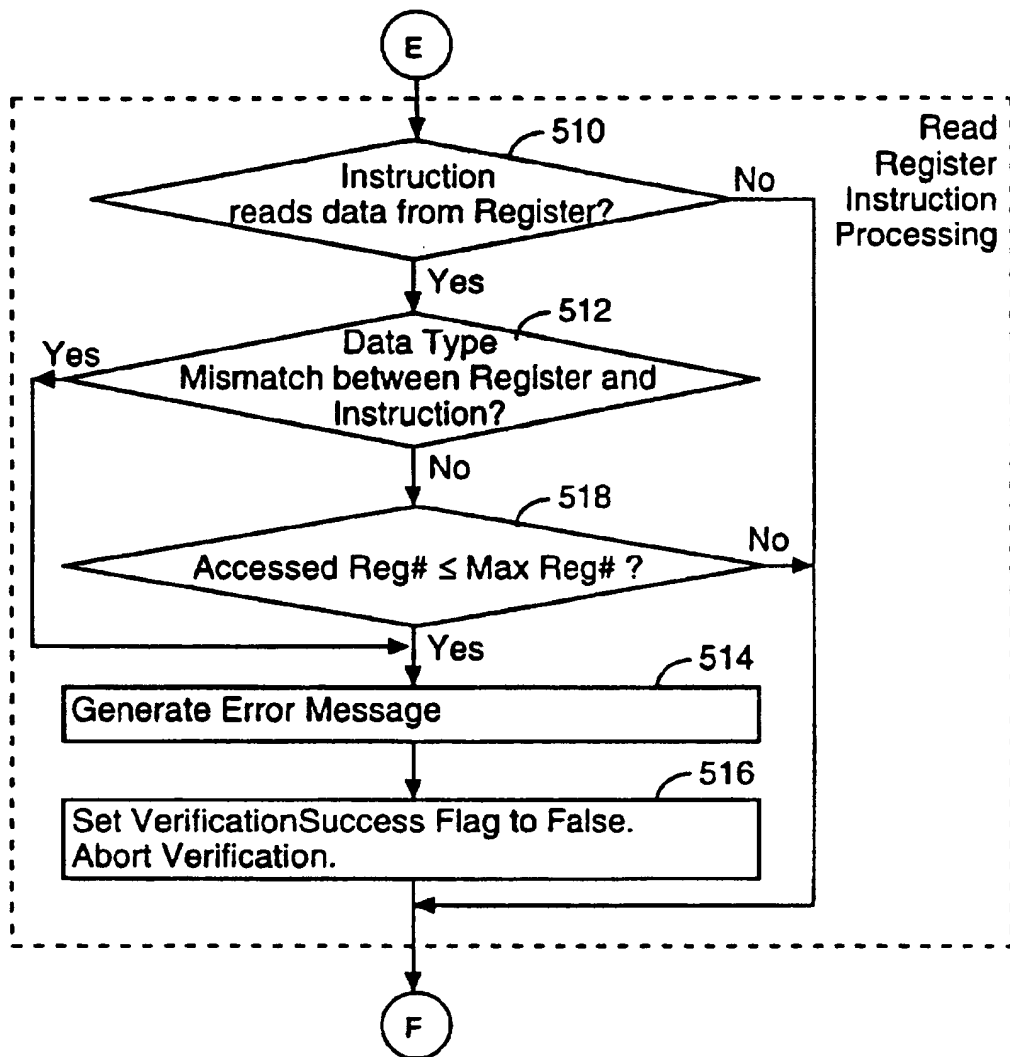 E
Read
Register
Instruction
Processing
510
Instruction
reads data from Register?
No
Yes
512
Data Type
Mismatch between Register and
Instruction?
Yes
No
518
Accessed Reg# ≤ Max Reg# ?
No
Yes
514
Generate Error Message
516
Set VerificationSuccess Flag to False.
Abort Verification.
F